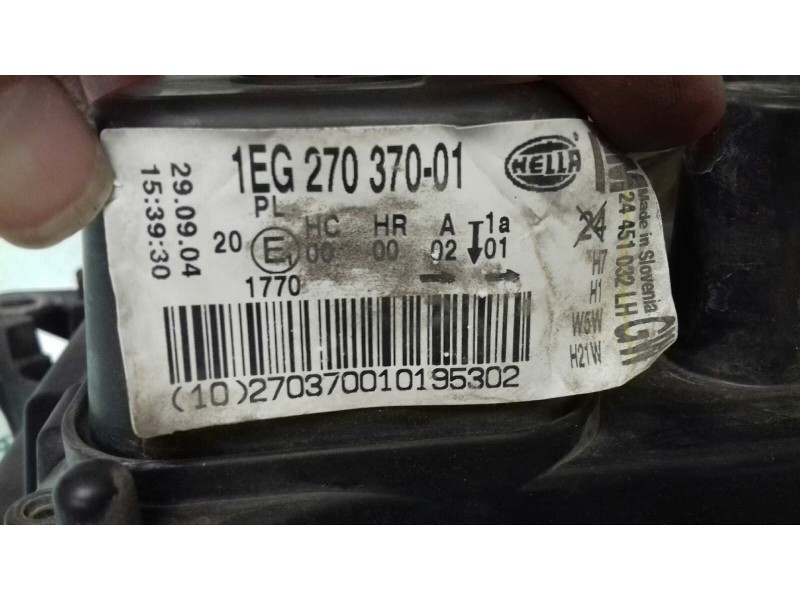 29.09.04
15:39:30
1EG 270 370-01
HELLA
PL
20 E1 HC HR A 1a
00 00 02 01
1770
(10)270370010195302
Made in Slovenia
24 451 032 LH GM
H7
H1
W5W
H21W